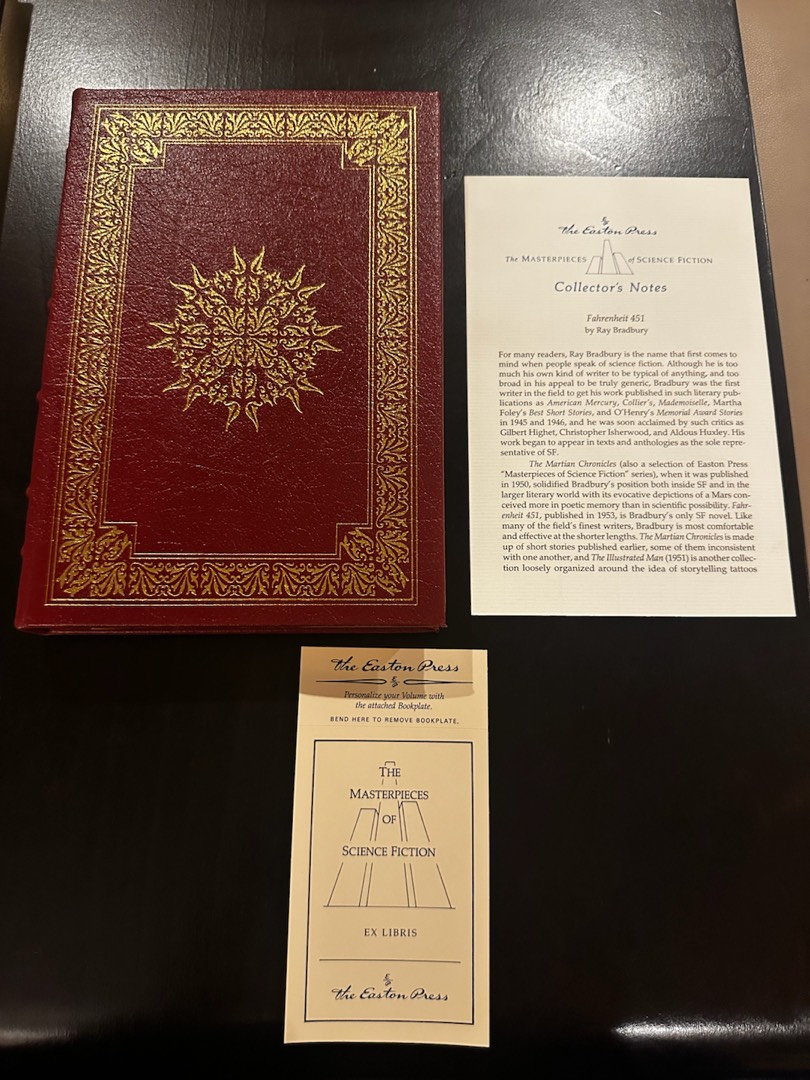 The Easton Press
The MASTERPIECES of SCIENCE FICTION
Collector's Notes
Fahrenheit 451
by Ray Bradbury
For many readers, Ray Bradbury is the name that first comes to
mind when people speak of science fiction. Although he is too
much his own kind of writer to be typical of anything, and too
broad in his appeal to be truly generic, Bradbury was the first
writer in the field to get his work published in such literary pub-
lications as American Mercury, Collier's, Mademoiselle, Martha
Foley's Best Short Stories, and O'Henry's Memorial Award Stories
in 1945 and 1946, and he was soon acclaimed by such critics as
Gilbert Highet, Christopher Isherwood, and Aldous Huxley. His
work began to appear in texts and anthologies as the sole repre-
sentative of SF.
The Martian Chronicles (also a selection of Easton Press
"Masterpieces of Science Fiction" series), when it was published
in 1950, solidified Bradbury's position both inside SF and in the
larger literary world with its evocative depictions of a Mars con-
ceived more in poetic memory than in scientific possibility. Fahr-
enheit 451, published in 1953, is Bradbury's only SF novel. Like
many of the field's finest writers, Bradbury is most comfortable
and effective at the shorter lengths. The Martian Chronicles is made
up of short stories published earlier, some of them inconsistent
with one another, and The Illustrated Man (1951) is another collec-
tion loosely organized around the idea of storytelling tattoos
The Easton Press
Personalize your Volume with
the attached Bookplate.
BEND HERE TO REMOVE BOOKPLATE.
THE
MASTERPIECES
OF
SCIENCE FICTION
EX LIBRIS
The Easton Press